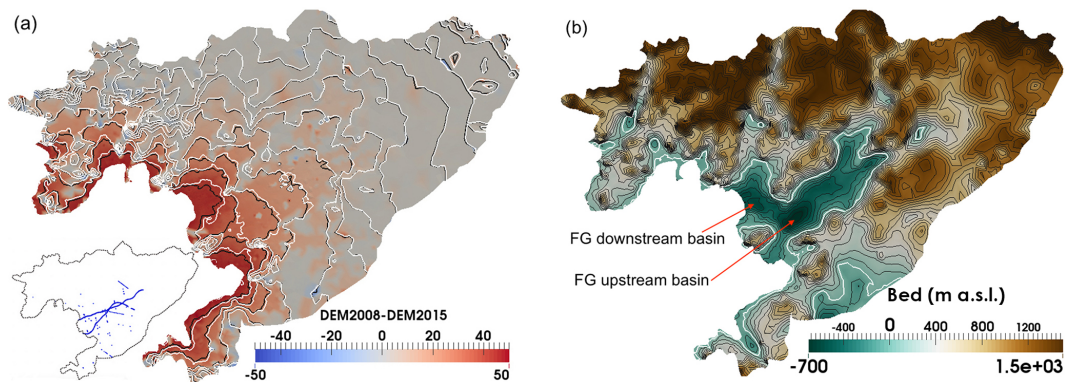 (a)
(b)
FG downstream basin
FG upstream basin
DEM2008-DEM2015
-40 -20 0 20 40
-50 50
Bed (m a.s.l.)
-400 0 400 800 1200
-700 1.5e+03